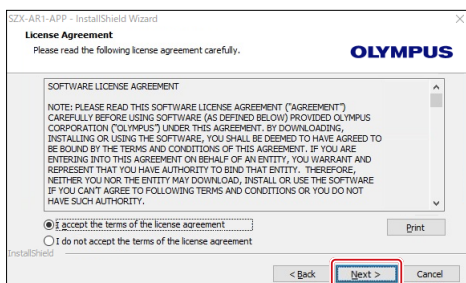 SZX-AR1-APP - InstallShield Wizard
License Agreement
Please read the following license agreement carefully.
OLYMPUS
SOFTWARE LICENSE AGREEMENT
NOTE: PLEASE READ THIS SOFTWARE LICENSE AGREEMENT ("AGREEMENT")
CAREFULLY BEFORE USING SOFTWARE (AS DEFINED BELOW) PROVIDED OLYMPUS
CORPORATION ("OLYMPUS") UNDER THIS AGREEMENT. BY DOWNLOADING,
INSTALLING OR USING THE SOFTWARE, YOU SHALL BE DEEMED TO HAVE AGREED TO
BE BOUND BY THE TERMS AND CONDITIONS OF THIS AGREEMENT. IF YOU ARE
ENTERING INTO THIS AGREEMENT ON BEHALF OF AN ENTITY, YOU WARRANT AND
REPRESENT THAT YOU HAVE AUTHORITY TO BIND THAT ENTITY. THEREFORE,
NEITHER YOU NOR THE ENTITY MAY DOWNLOAD, INSTALL OR USE THE SOFTWARE
IF YOU CAN'T AGREE TO FOLLOWING TERMS AND CONDITIONS OR YOU DO NOT
HAVE SUCH AUTHORITY.
I accept the terms of the license agreement
Print
I do not accept the terms of the license agreement
InstallShield
< Back
Next >
Cancel